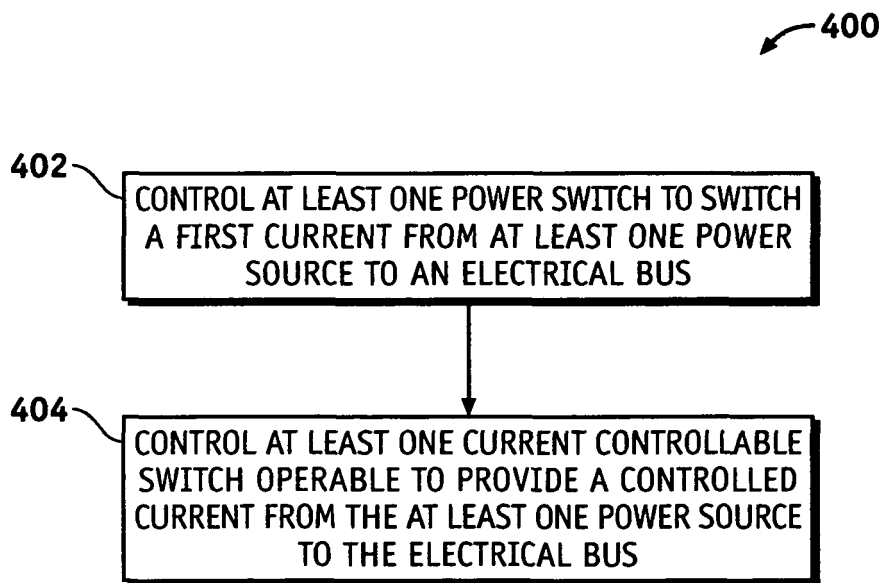 400
402
CONTROL AT LEAST ONE POWER SWITCH TO SWITCH
A FIRST CURRENT FROM AT LEAST ONE POWER
SOURCE TO AN ELECTRICAL BUS
404
CONTROL AT LEAST ONE CURRENT CONTROLLABLE
SWITCH OPERABLE TO PROVIDE A CONTROLLED
CURRENT FROM THE AT LEAST ONE POWER SOURCE
TO THE ELECTRICAL BUS